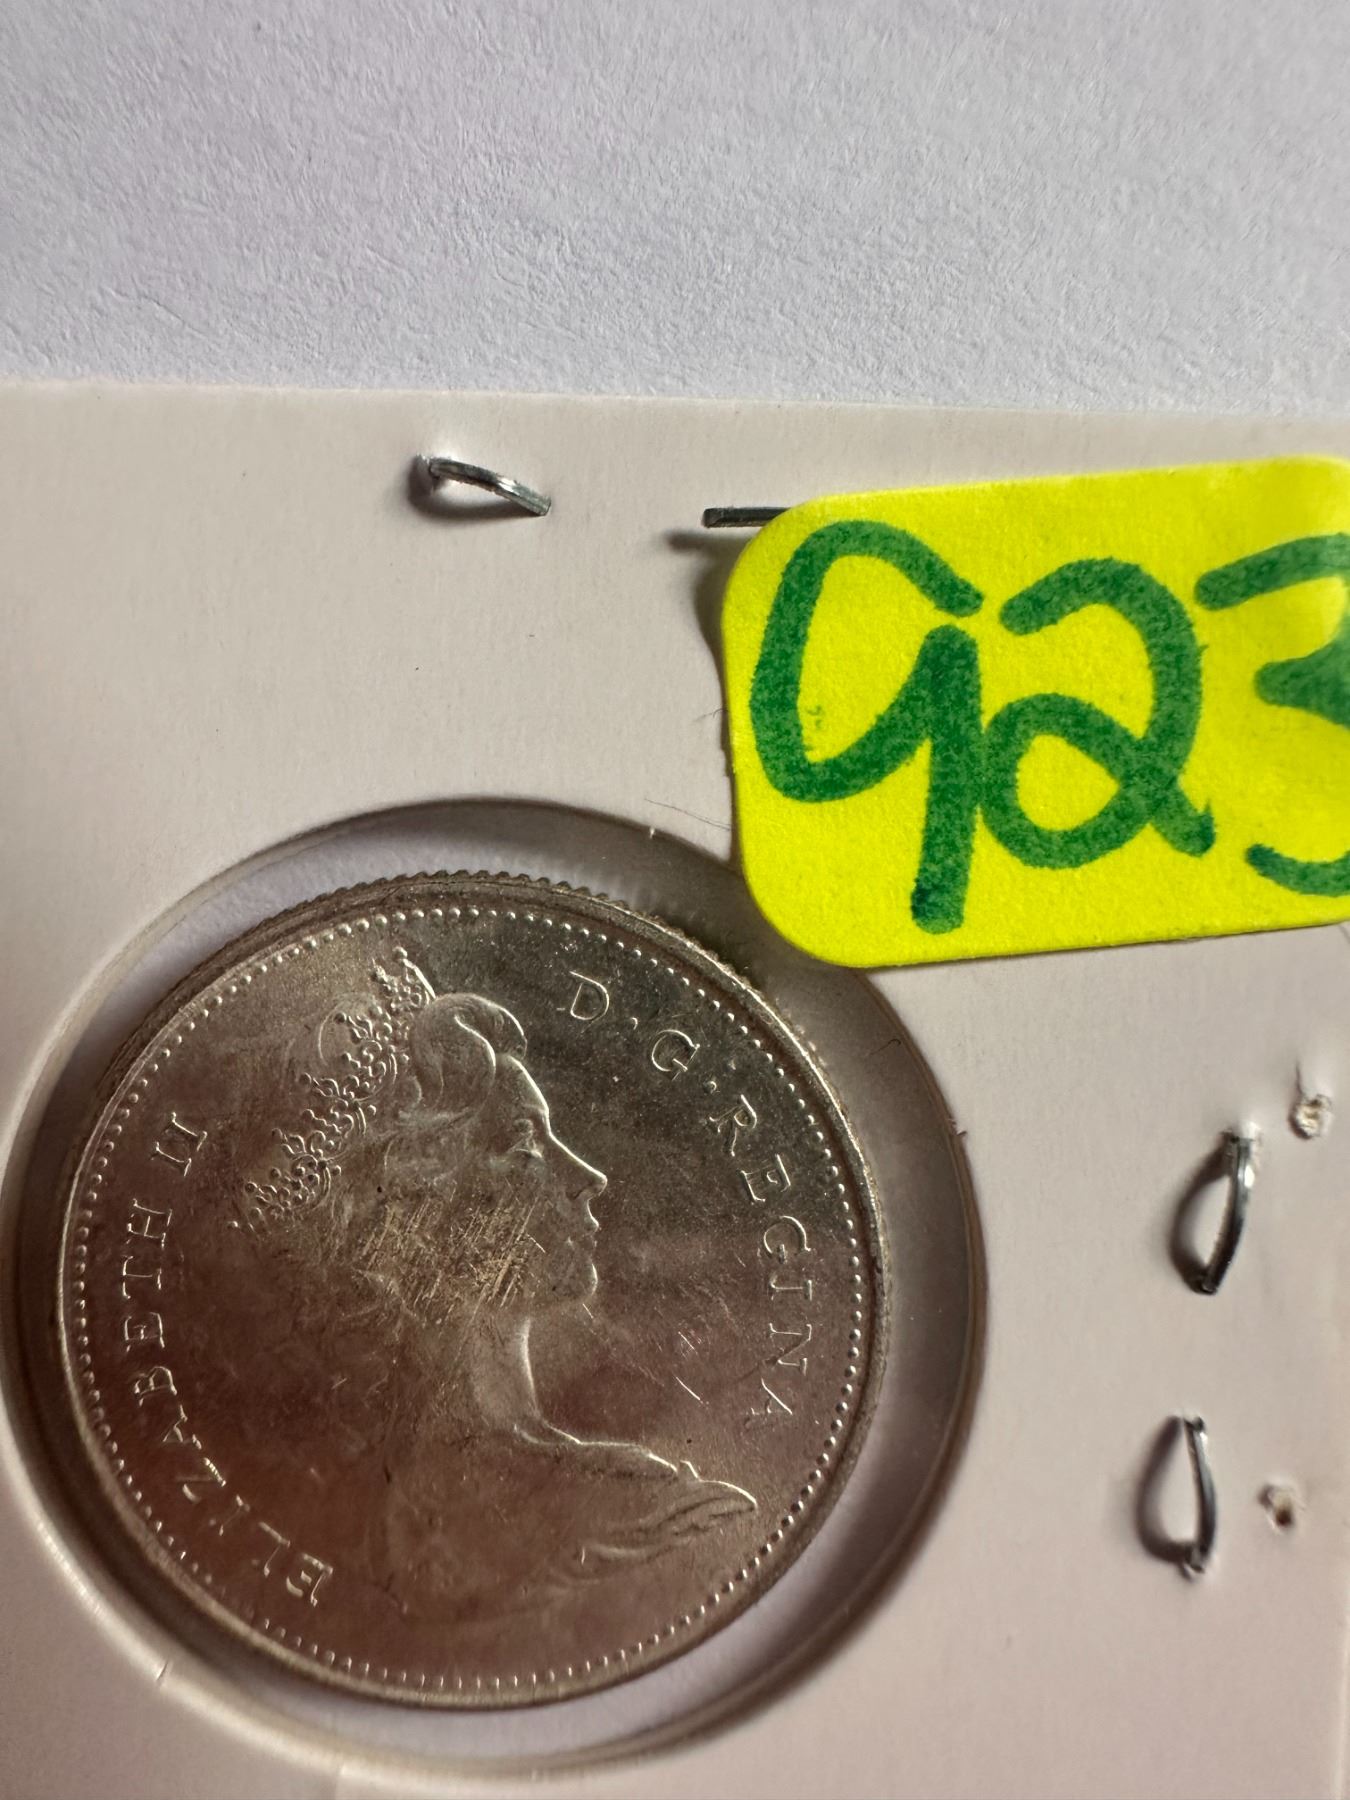 923
ELIZABETH II D·G·REGINA